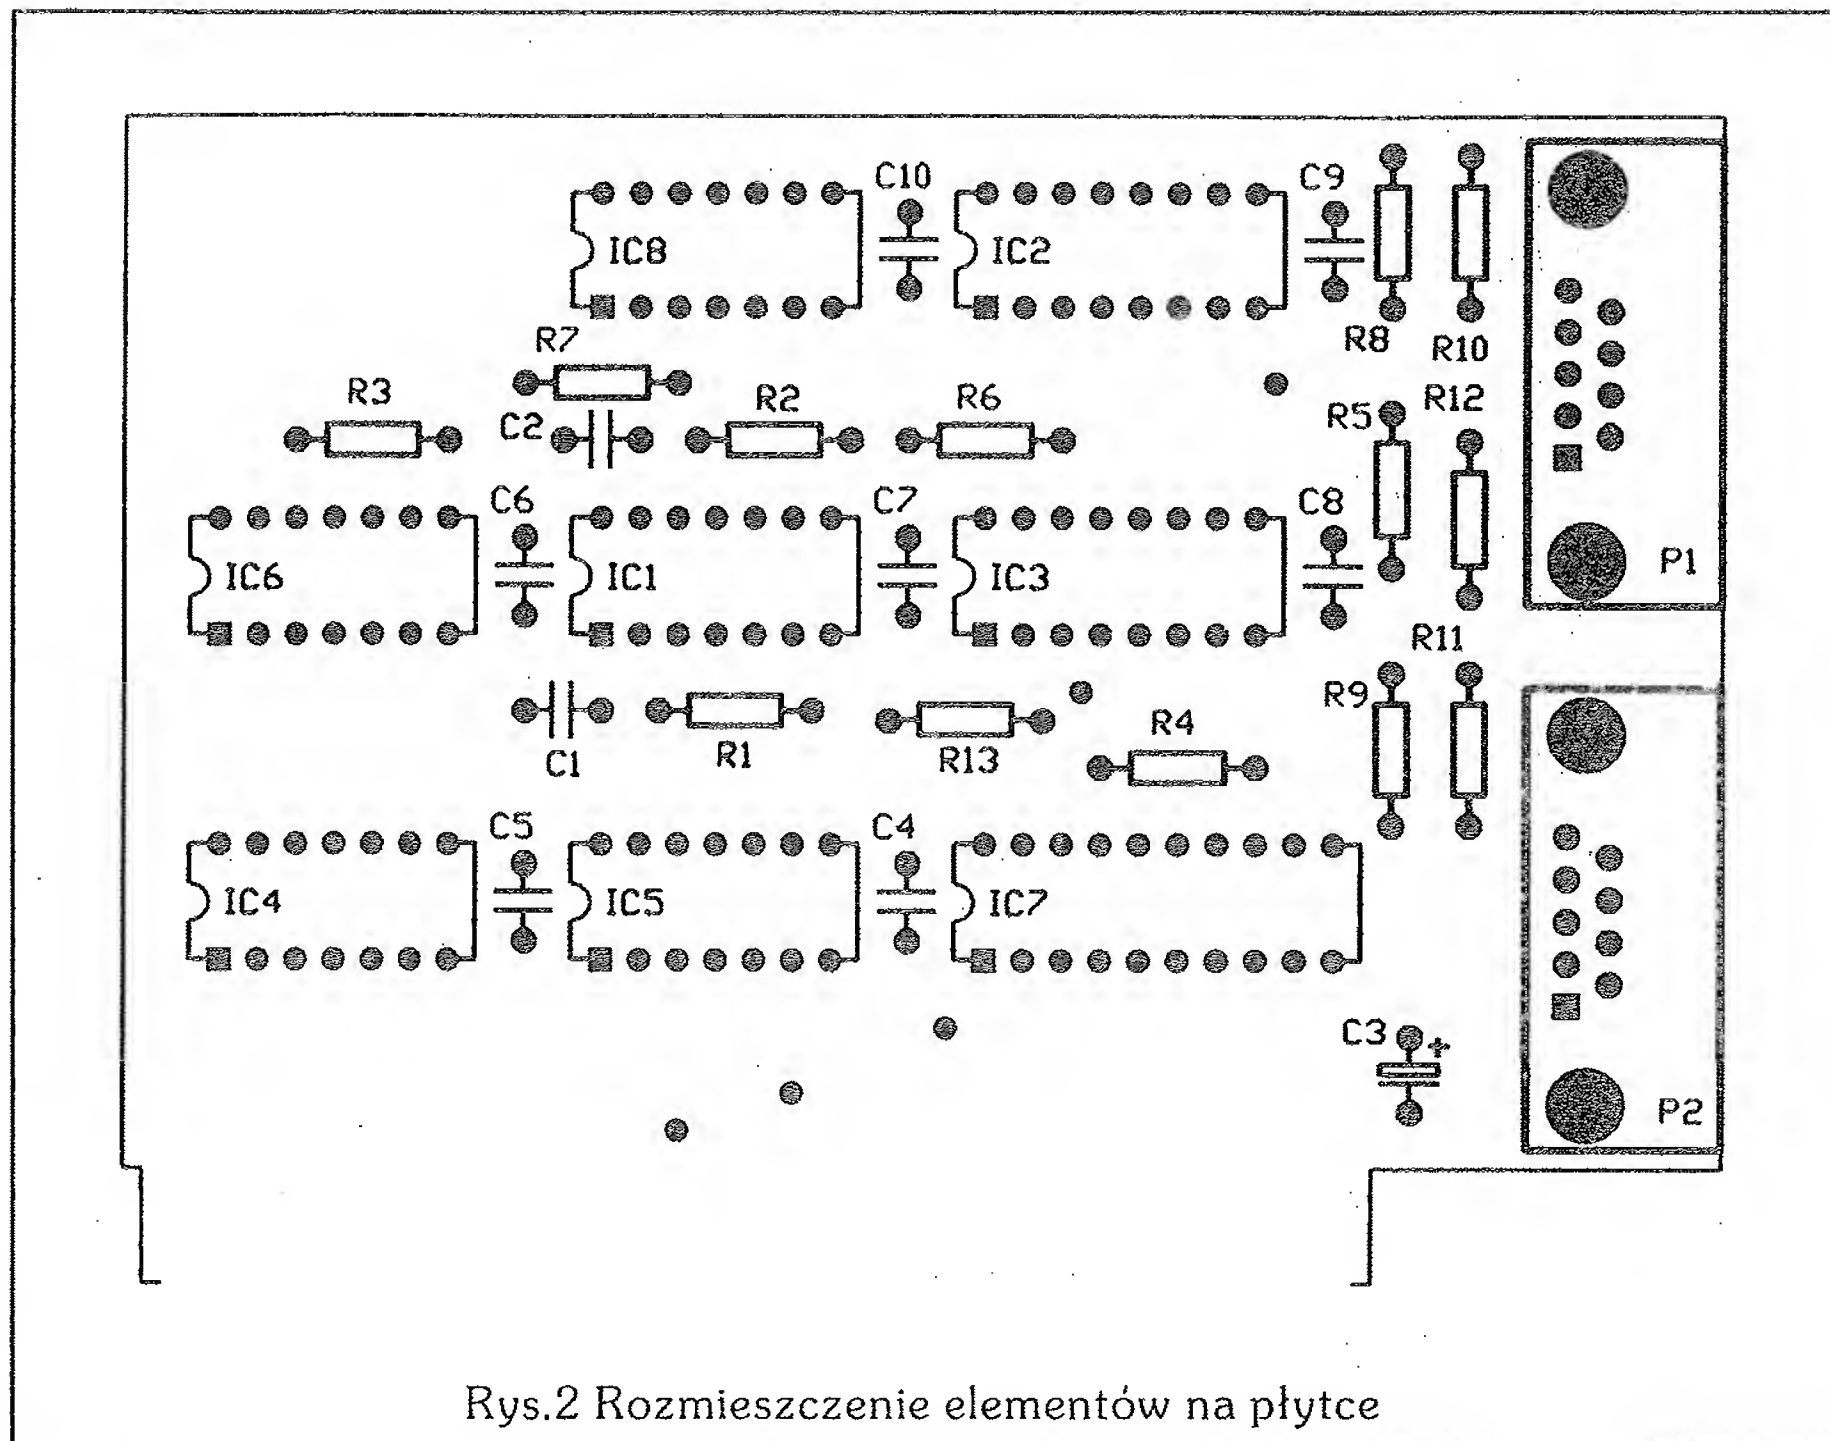 C10
C9
IC8
IC2
R7
R8
R10
R3
R2
R6
R12
R5
C2
C6
C7
C8
IC6
IC1
IC3
P1
R11
R9
R4
C1
R1
R13
C5
C4
IC4
IC5
IC7
C3
+
P2
Rys.2 Rozmieszczenie elementów na płytce